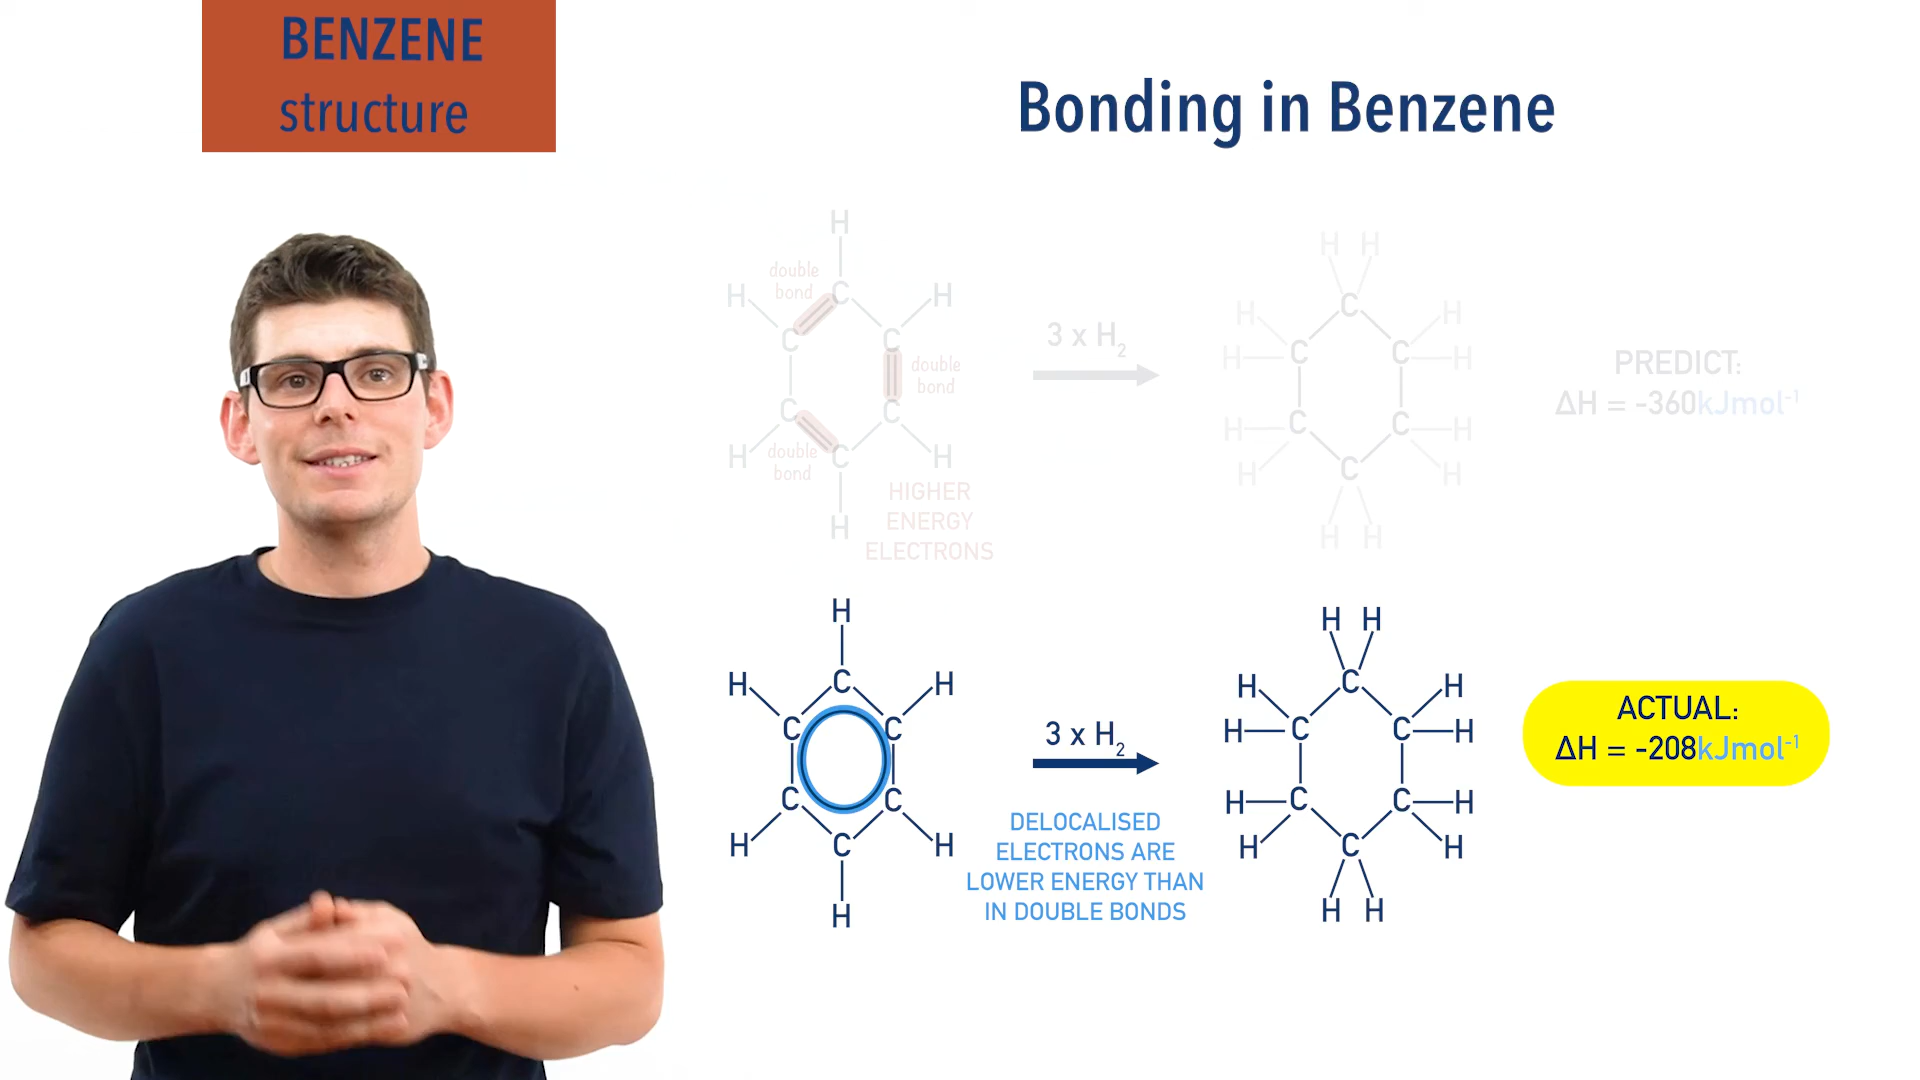 BENZENE
structure
Bonding in Benzene
H
double
bond
H
C
H
C
C
double
bond
C
C
H
double
bond
C
H
H
HIGHER
ENERGY
ELECTRONS
3 x H2
H H
H
C
H
H
C
C
H
H
C
C
H
H
C
H
H H
PREDICT:
ΔH = -360kJmol-1
H
H
C
H
C
C
C
C
H
C
H
H
3 x H2
DELOCALISED
ELECTRONS ARE
LOWER ENERGY THAN
IN DOUBLE BONDS
H H
H
C
H
H
C
C
H
H
C
C
H
H
C
H
H H
ACTUAL:
ΔH = -208kJmol-1